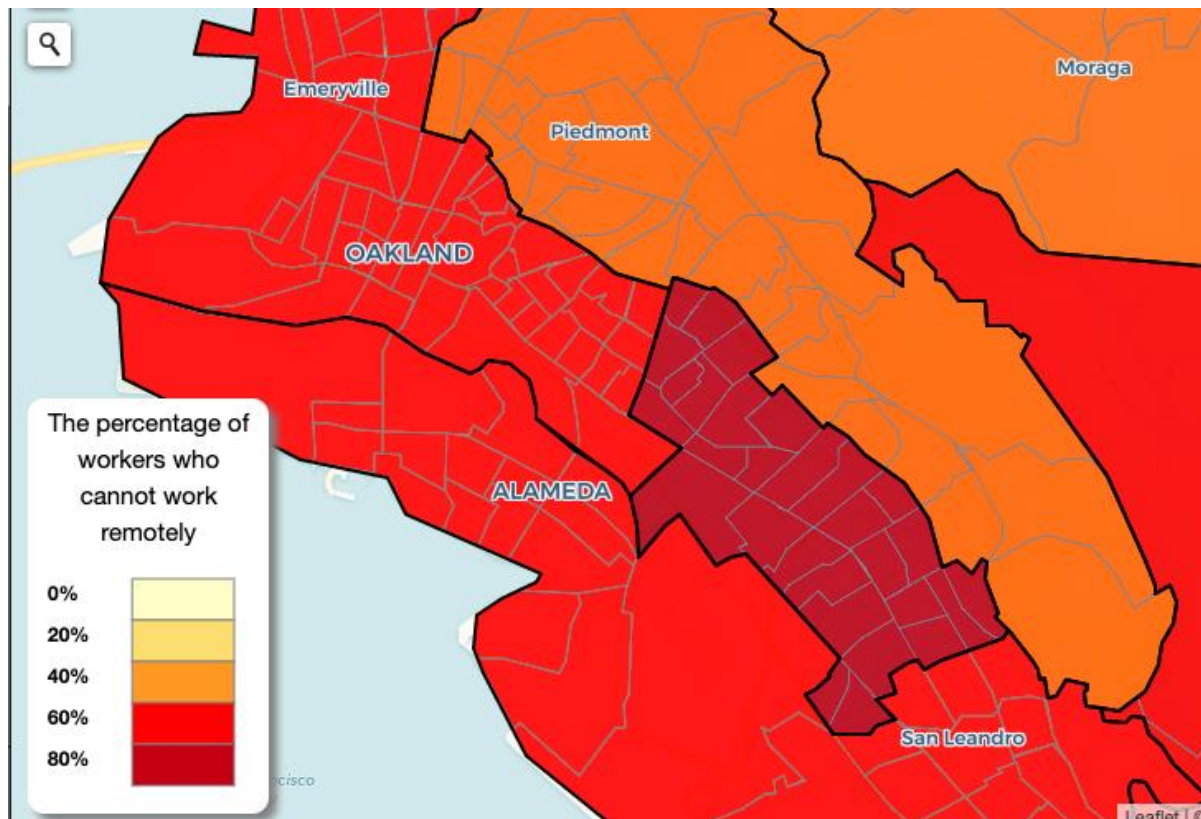 Emeryville
Moraga
Piedmont
OAKLAND
ALAMEDA
San Leandro
The percentage of
workers who
cannot work
remotely
0%
20%
40%
60%
80%
Leaflet